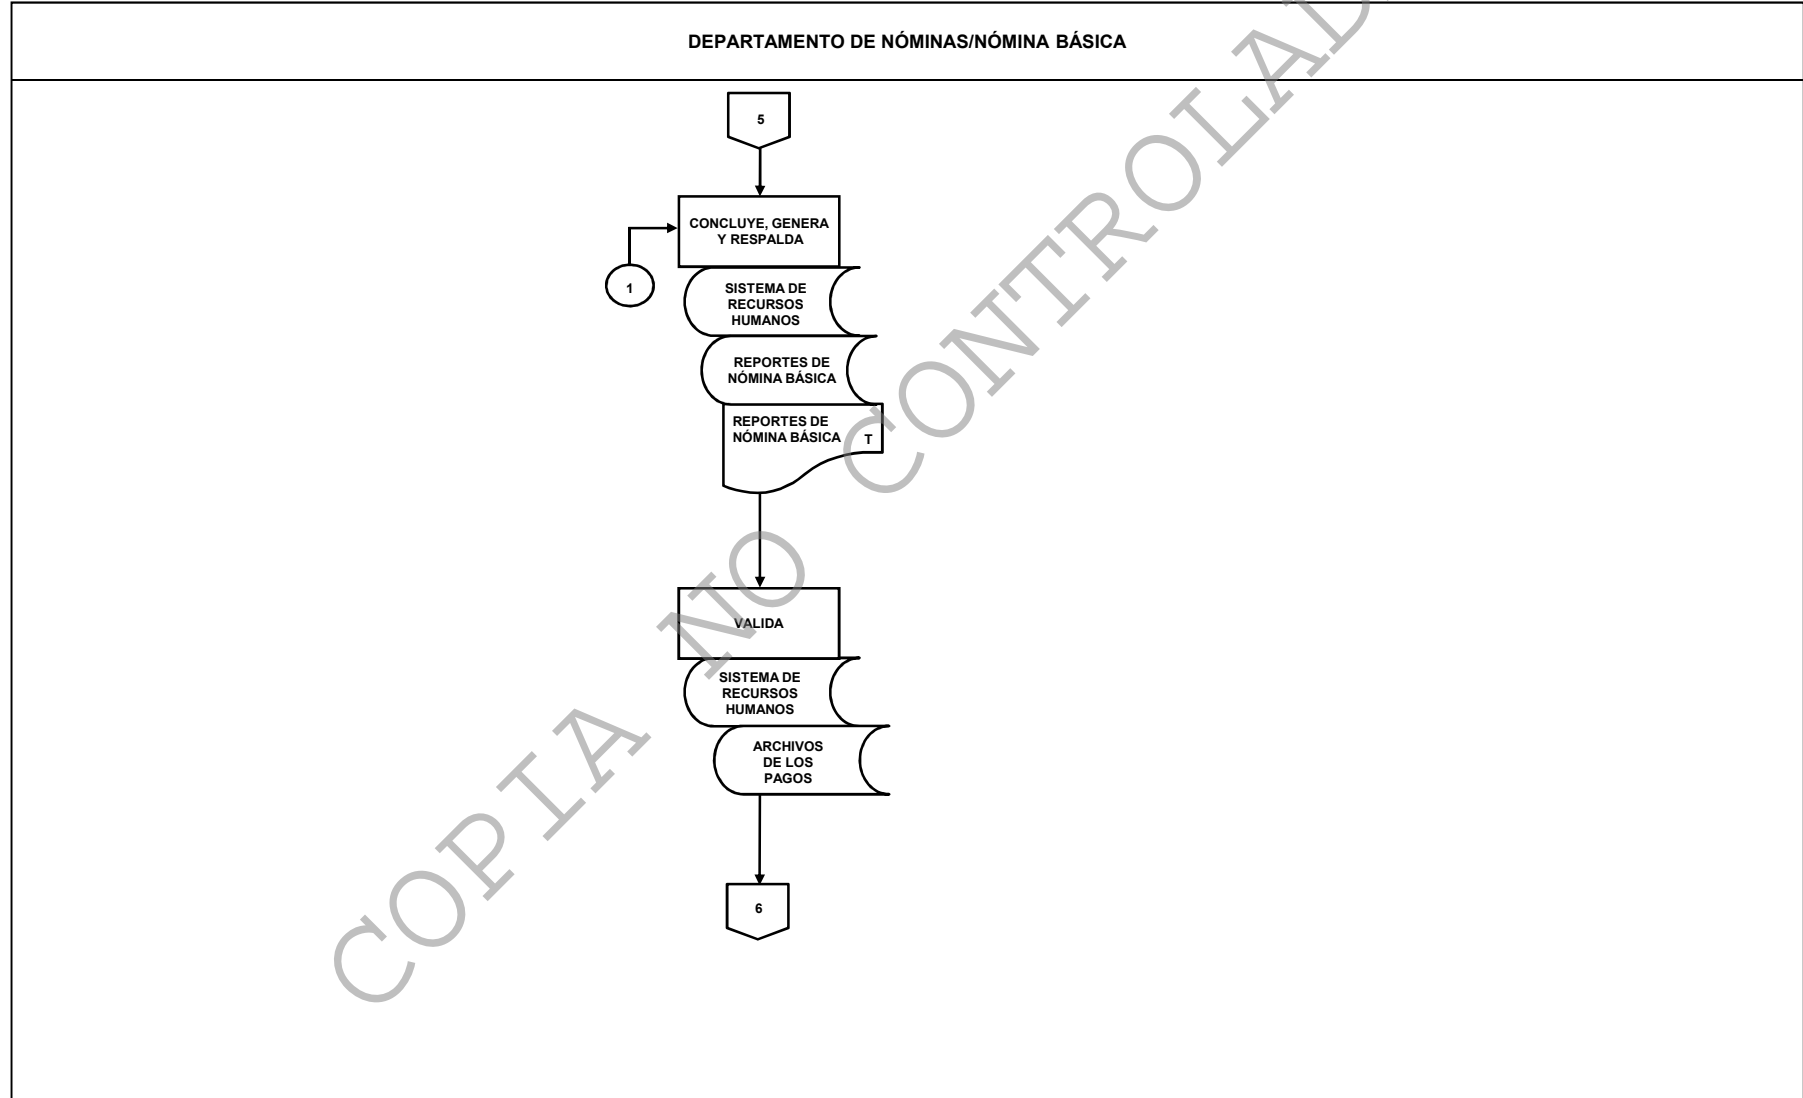 DEPARTAMENTO DE NÓMINAS/NÓMINA BÁSICA
5
CONCLUYE, GENERA
Y RESPALDA
1
SISTEMA DE
RECURSOS
HUMANOS
REPORTES DE
NÓMINA BÁSICA
REPORTES DE
NÓMINA BÁSICA T
VALIDA
SISTEMA DE
RECURSOS
HUMANOS
ARCHIVOS
DE LOS
PAGOS
6
COPIA NO CONTROLAD